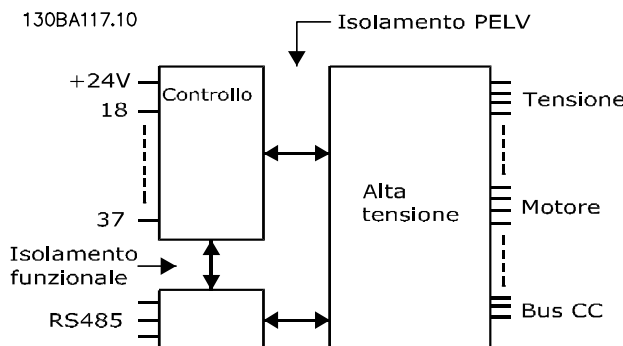 130BA117.10
Isolamento PELV
+24V
Controllo
Tensione
18
Alta
tensione
Motore
37
Isolamento
funzionale
RS485
Bus CC